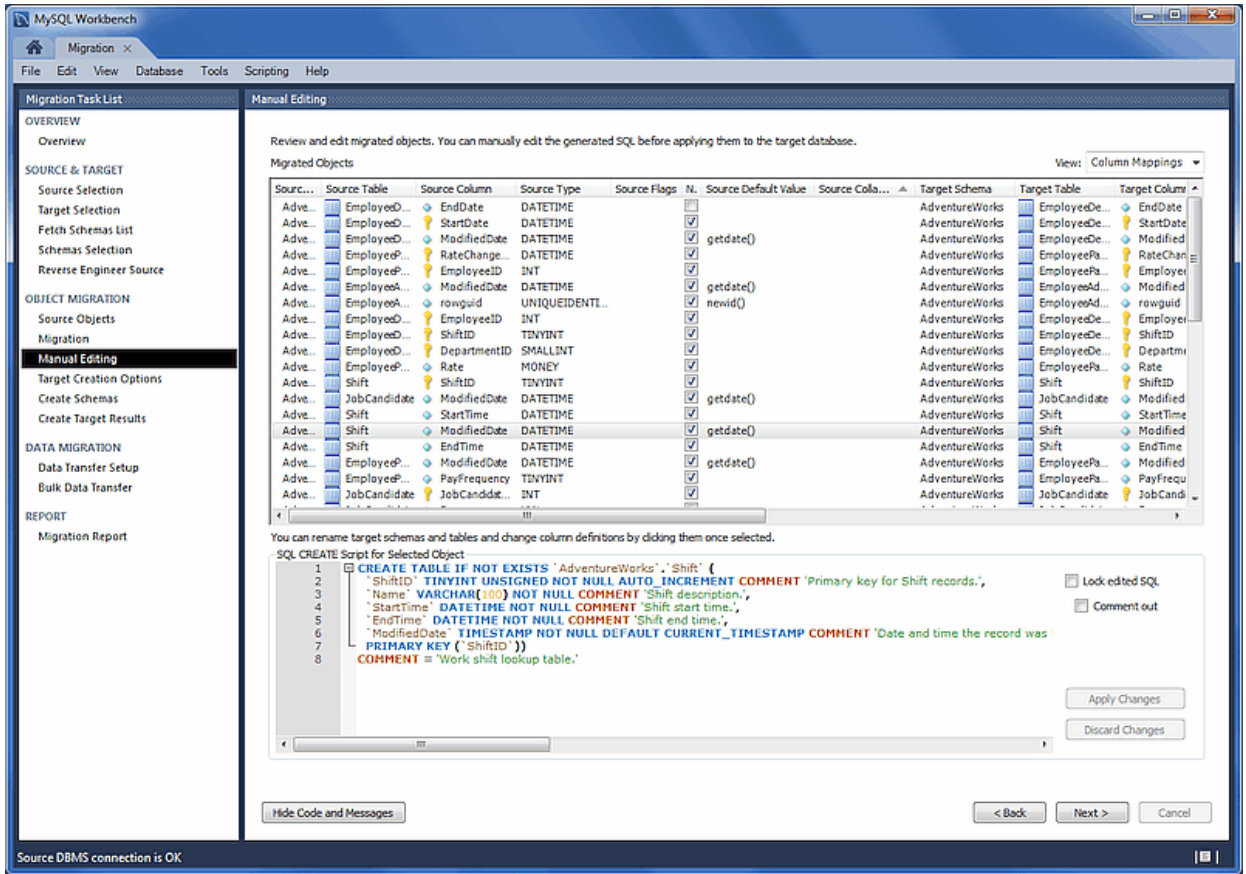 MySQL Workbench
Migration
File Edit View Database Tools Scripting Help
Migration Task List
OVERVIEW
Overview
SOURCE & TARGET
Source Selection
Target Selection
Fetch Schemas List
Schemas Selection
Reverse Engineer Source
OBJECT MIGRATION
Source Objects
Migration
Manual Editing
Target Creation Options
Create Schemas
Create Target Results
DATA MIGRATION
Data Transfer Setup
Bulk Data Transfer
REPORT
Migration Report
Manual Editing
Review and edit migrated objects. You can manually edit the generated SQL before applying them to the target database.
Migrated Objects View: Column Mappings
Sourc... Source Table Source Column Source Type Source Flags N. Source Default Value Source Colla... Target Schema Target Table Target Column
Adve... EmployeeD... EndDate DATETIME AdventureWorks EmployeeDe... EndDate
Adve... EmployeeD... StartDate DATETIME AdventureWorks EmployeeDe... StartDate
Adve... EmployeeD... ModifiedDate DATETIME getdate() AdventureWorks EmployeeDe... Modified
Adve... EmployeeP... RateChange... DATETIME AdventureWorks EmployeePa... RateChan
Adve... EmployeeP... EmployeeID INT AdventureWorks EmployeePa... Employee
Adve... EmployeeA... ModifiedDate DATETIME getdate() AdventureWorks EmployeeAd... Modified
Adve... EmployeeA... rowguid UNIQUEIDENTI... newid() AdventureWorks EmployeeAd... rowguid
Adve... EmployeeD... EmployeeID INT AdventureWorks EmployeeDe... Employee
Adve... EmployeeD... ShiftID TINYINT AdventureWorks EmployeeDe... ShiftID
Adve... EmployeeD... DepartmentID SMALLINT AdventureWorks EmployeeDe... Departme
Adve... EmployeeP... Rate MONEY AdventureWorks EmployeePa... Rate
Adve... Shift ShiftID TINYINT AdventureWorks Shift ShiftID
Adve... JobCandidate ModifiedDate DATETIME getdate() AdventureWorks JobCandidate Modified
Adve... Shift StartTime DATETIME AdventureWorks Shift StartTime
Adve... Shift ModifiedDate DATETIME getdate() AdventureWorks Shift Modified
Adve... Shift EndTime DATETIME AdventureWorks Shift EndTime
Adve... EmployeeP... ModifiedDate DATETIME getdate() AdventureWorks EmployeePa... Modified
Adve... EmployeeP... PayFrequency TINYINT AdventureWorks EmployeePa... PayFrequ
Adve... JobCandidate JobCandidat... INT AdventureWorks JobCandidate JobCandi
You can rename target schemas and tables and change column definitions by clicking them once selected.
SQL CREATE Script for Selected Object
1 CREATE TABLE IF NOT EXISTS `AdventureWorks`.`Shift` (
2 `ShiftID` TINYINT UNSIGNED NOT NULL AUTO_INCREMENT COMMENT 'Primary key for Shift records.',
3 `Name` VARCHAR(100) NOT NULL COMMENT 'Shift description.',
4 `StartTime` DATETIME NOT NULL COMMENT 'Shift start time.',
5 `EndTime` DATETIME NOT NULL COMMENT 'Shift end time.',
6 `ModifiedDate` TIMESTAMP NOT NULL DEFAULT CURRENT_TIMESTAMP COMMENT 'Date and time the record was
7 PRIMARY KEY (`ShiftID`))
8 COMMENT = 'Work shift lookup table.'
Lock edited SQL
Comment out
Apply Changes
Discard Changes
Hide Code and Messages < Back Next > Cancel
Source DBMS connection is OK